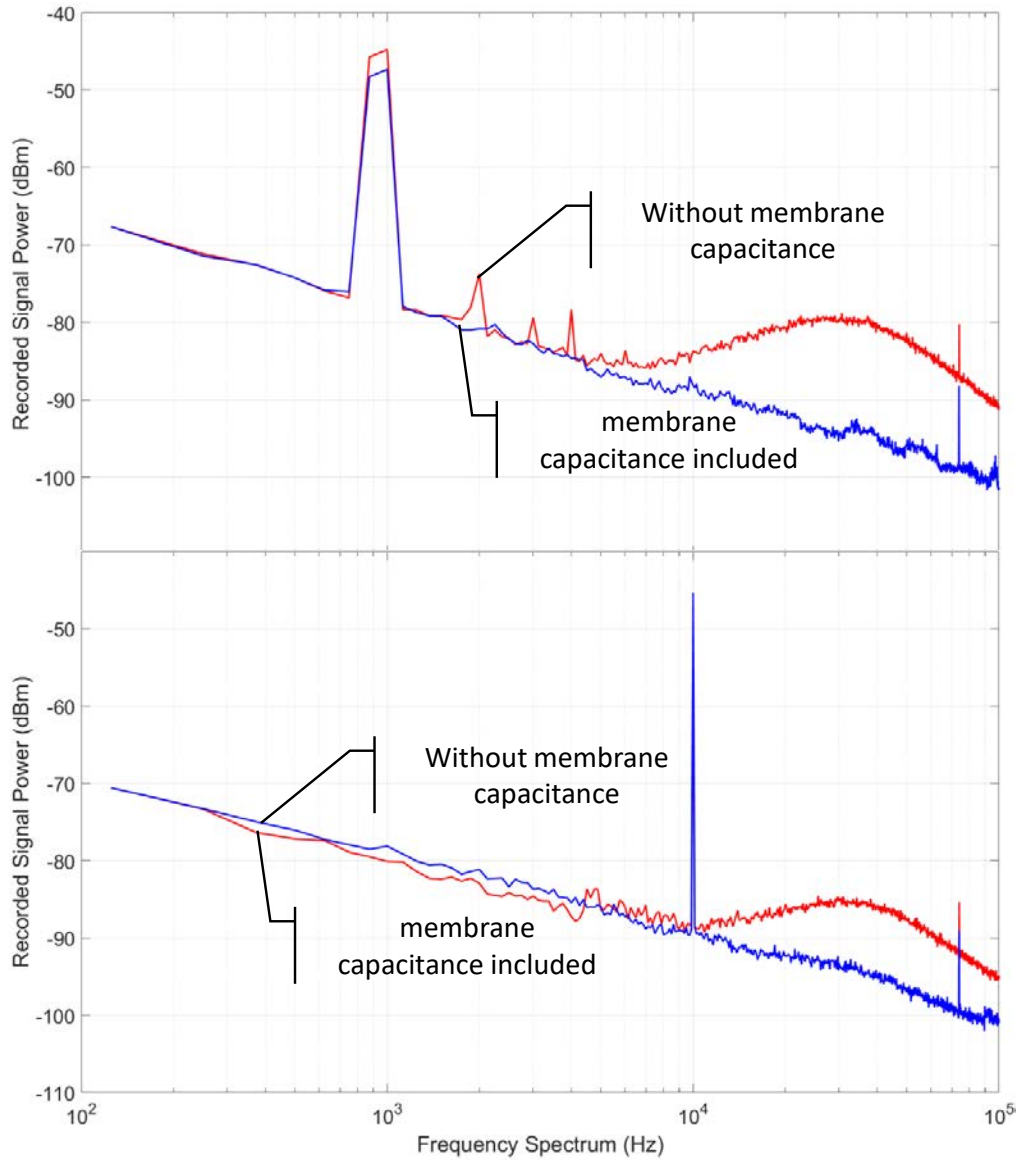 -40
-50
-60
-70
-80
-90
-100
Recorded Signal Power (dBm)
Without membrane
capacitance
membrane
capacitance included
-50
-60
-70
-80
-90
-100
-110
Recorded Signal Power (dBm)
Without membrane
capacitance
membrane
capacitance included
10² 10³ 10⁴ 10⁵
Frequency Spectrum (Hz)